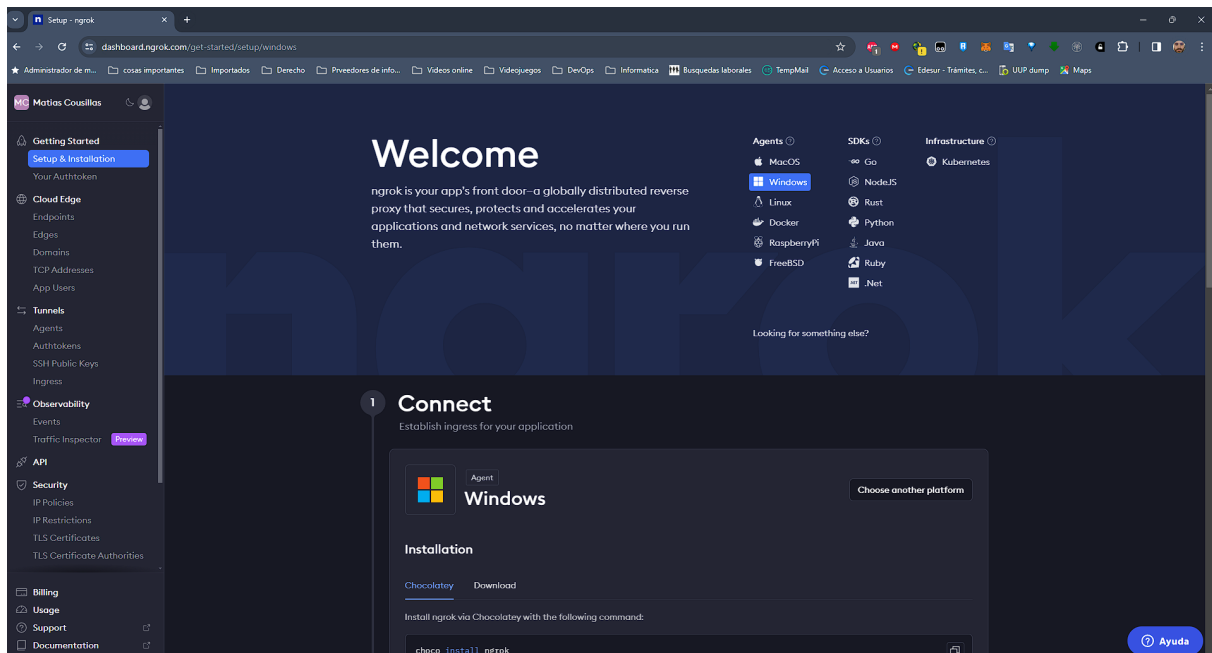 Setup - ngrok
dashboard.ngrok.com/get-started/setup/windows
Administrador de m...
cosas importantes
Importados
Derecho
Prveedores de info...
Videos online
Videojuegos
DevOps
Informatica
Busquedas laborales
TempMail
Acceso a Usuarios
Edesur - Trámites, c...
UUP dump
Maps
MC Matias Cousillas
Getting Started
Setup & Installation
Your Authtoken
Cloud Edge
Endpoints
Edges
Domains
TCP Addresses
App Users
Tunnels
Agents
Authtokens
SSH Public Keys
Ingress
Observability
Events
Traffic Inspector Preview
API
Security
IP Policies
IP Restrictions
TLS Certificates
TLS Certificate Authorities
Billing
Usage
Support
Documentation
Welcome
ngrok is your app's front door—a globally distributed reverse
proxy that secures, protects and accelerates your
applications and network services, no matter where you run
them.
Agents
MacOS
Windows
Linux
Docker
RaspberryPi
FreeBSD
SDKs
Go
NodeJS
Rust
Python
Java
Ruby
.Net
Infrastructure
Kubernetes
Looking for something else?
ngrok
1 Connect
Establish ingress for your application
Agent
Windows
Choose another platform
Installation
Chocolatey Download
Install ngrok via Chocolatey with the following command:
choco install ngrok
Ayuda